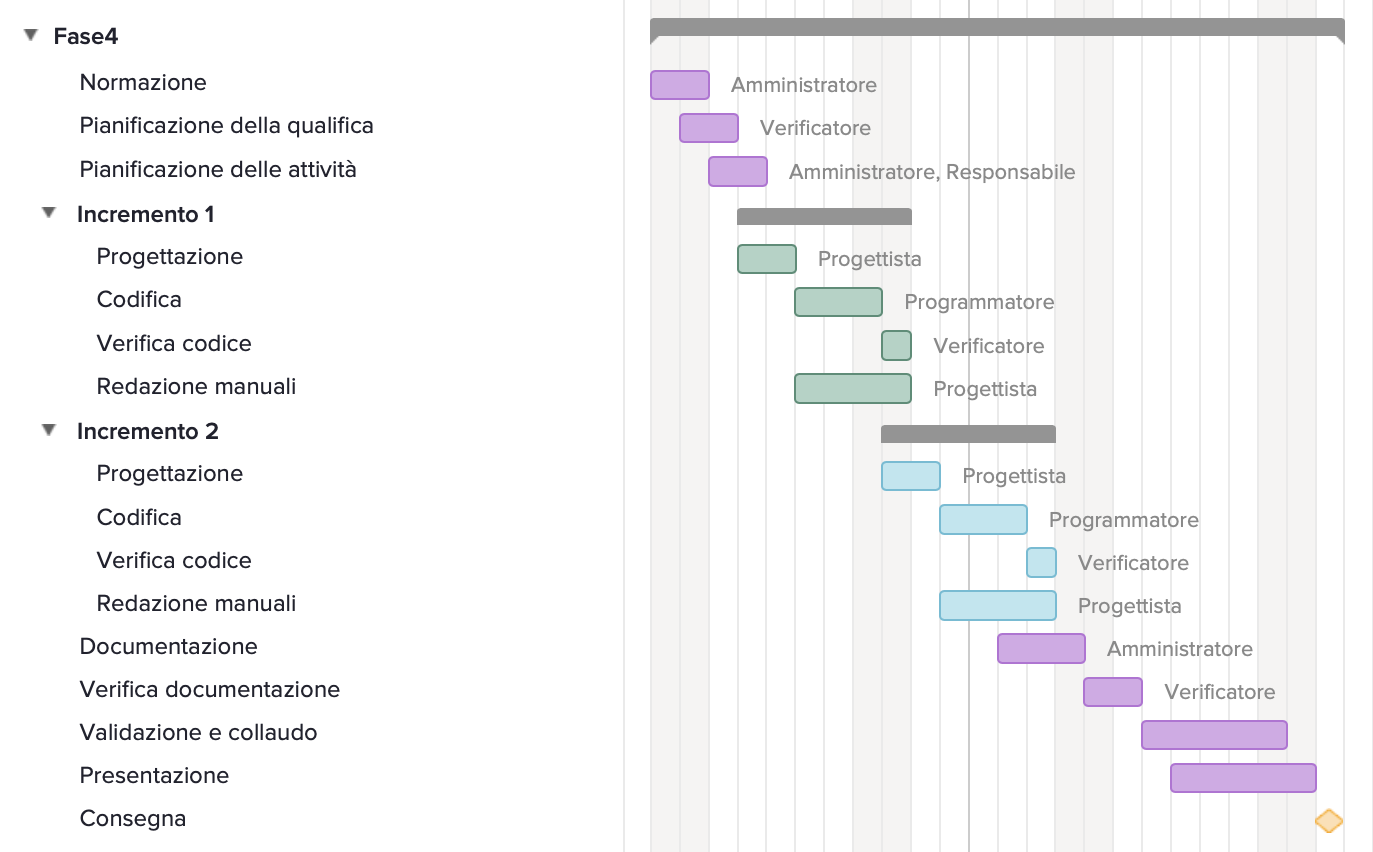 Fase4
Normazione Amministratore
Pianificazione della qualifica Verificatore
Pianificazione delle attività Amministratore, Responsabile
Incremento 1
Progettazione Progettista
Codifica Programmatore
Verifica codice Verificatore
Redazione manuali Progettista
Incremento 2
Progettazione Progettista
Codifica Programmatore
Verifica codice Verificatore
Redazione manuali Progettista
Documentazione Amministratore
Verifica documentazione Verificatore
Validazione e collaudo
Presentazione
Consegna